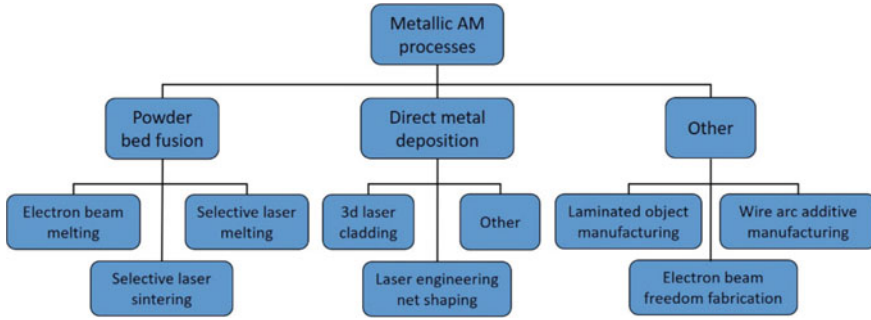 Metallic AM
processes
Powder
bed fusion
Direct metal
deposition
Other
Electron beam
melting
Selective laser
melting
3d laser
cladding
Other
Laminated object
manufacturing
Wire arc additive
manufacturing
Selective laser
sintering
Laser engineering
net shaping
Electron beam
freedom fabrication